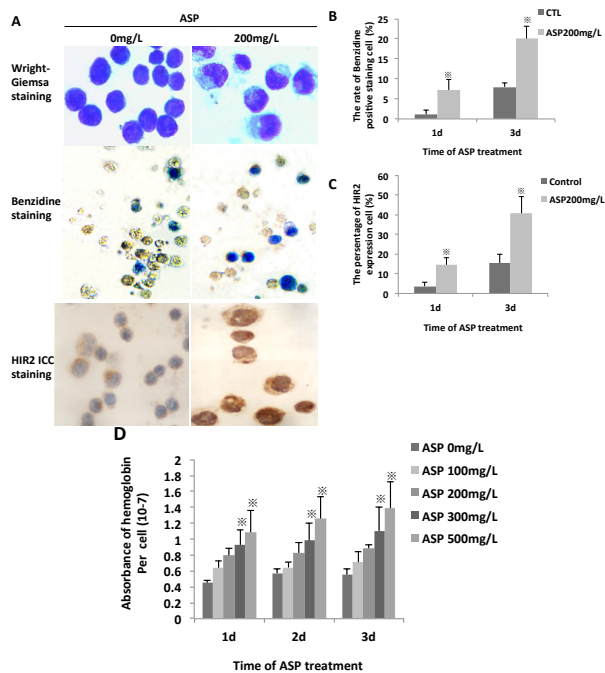 A
ASP
0mg/L 200mg/L
Wright-
Giemsa
staining
Benzidine
staining
HIR2 ICC
staining
B
The rate of Benzidine
positive staining cell (%)
25
20
15
10
5
0
※ ※
CTL
ASP200mg/L
1d 3d
Time of ASP treatment
C
The persentage of HIR2
expression cell (%)
60
50
40
30
20
10
0
※ ※
Control
ASP200mg/L
1d 3d
Time of ASP treatment
D
Absorbance of hemoglobin
Per cell (10-7)
2
1.8
1.6
1.4
1.2
1
0.8
0.6
0.4
0.2
0
※ ※ ※ ※ ※ ※
ASP 0mg/L
ASP 100mg/L
ASP 200mg/L
ASP 300mg/L
ASP 500mg/L
1d 2d 3d
Time of ASP treatment